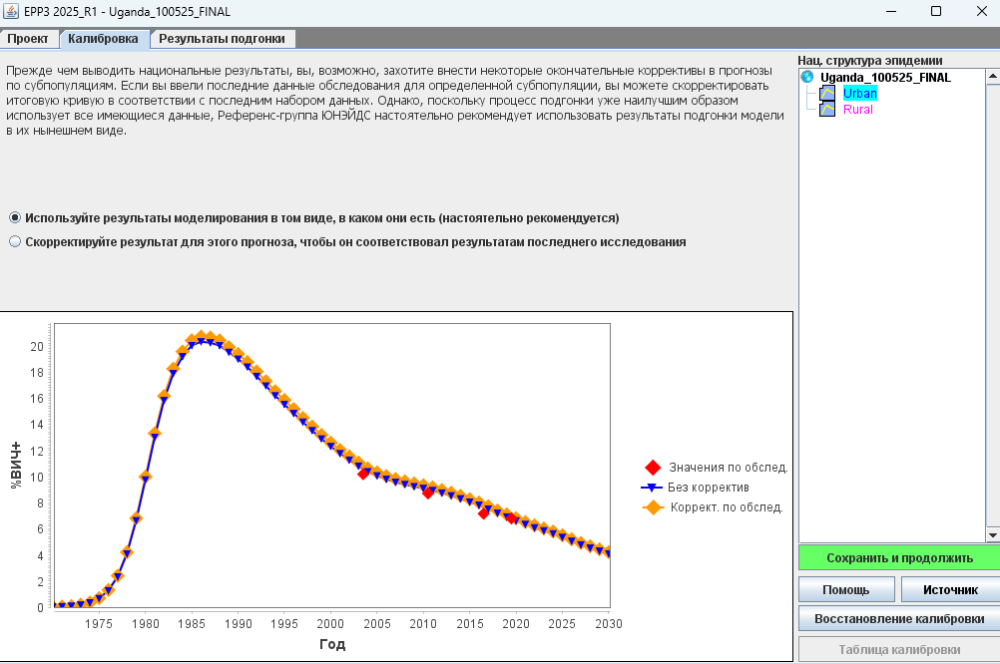 EPP3 2025_R1 - Uganda_100525_FINAL
Проект
Калибровка
Результаты подгонки
Прежде чем выводить национальные результаты, вы, возможно, захотите внести некоторые окончательные коррективы в прогнозы
по субпопуляциям. Если вы ввели последние данные обследования для определенной субпопуляции, вы можете скорректировать
итоговую кривую в соответствии с последним набором данных. Однако, поскольку процесс подгонки уже наилучшим образом
использует все имеющиеся данные, Референс-группа ЮНЭЙДС настоятельно рекомендует использовать результаты подгонки модели
в их нынешнем виде.
Используйте результаты моделирования в том виде, в каком они есть (настоятельно рекомендуется)
Скорректируйте результат для этого прогноза, чтобы он соответствовал результатам последнего исследования
%ВИЧ+
20
18
16
14
12
10
8
6
4
2
0
1975
1980
1985
1990
1995
2000
2005
2010
2015
2020
2025
2030
Год
Значения по обслед.
Без корректив
Коррект. по обслед.
Нац. структура эпидемии
Uganda_100525_FINAL
Urban
Rural
Сохранить и продолжить
Помощь
Источник
Восстановление калибровки
Таблица калибровки